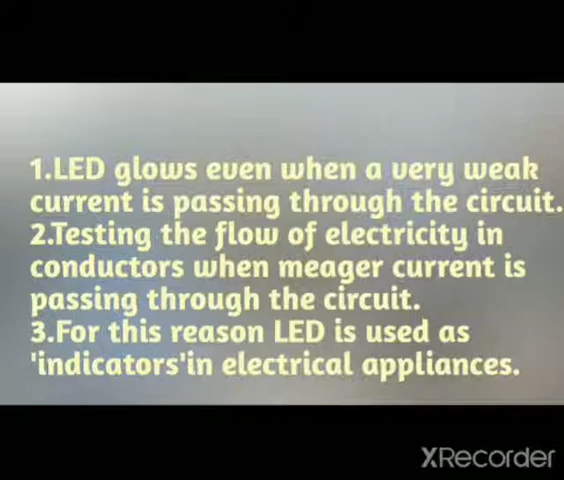 1.LED glows even when a very weak
current is passing through the circuit.
2.Testing the flow of electricity in
conductors when meager current is
passing through the circuit.
3.For this reason LED is used as
'indicators'in electrical appliances.
XRecorder